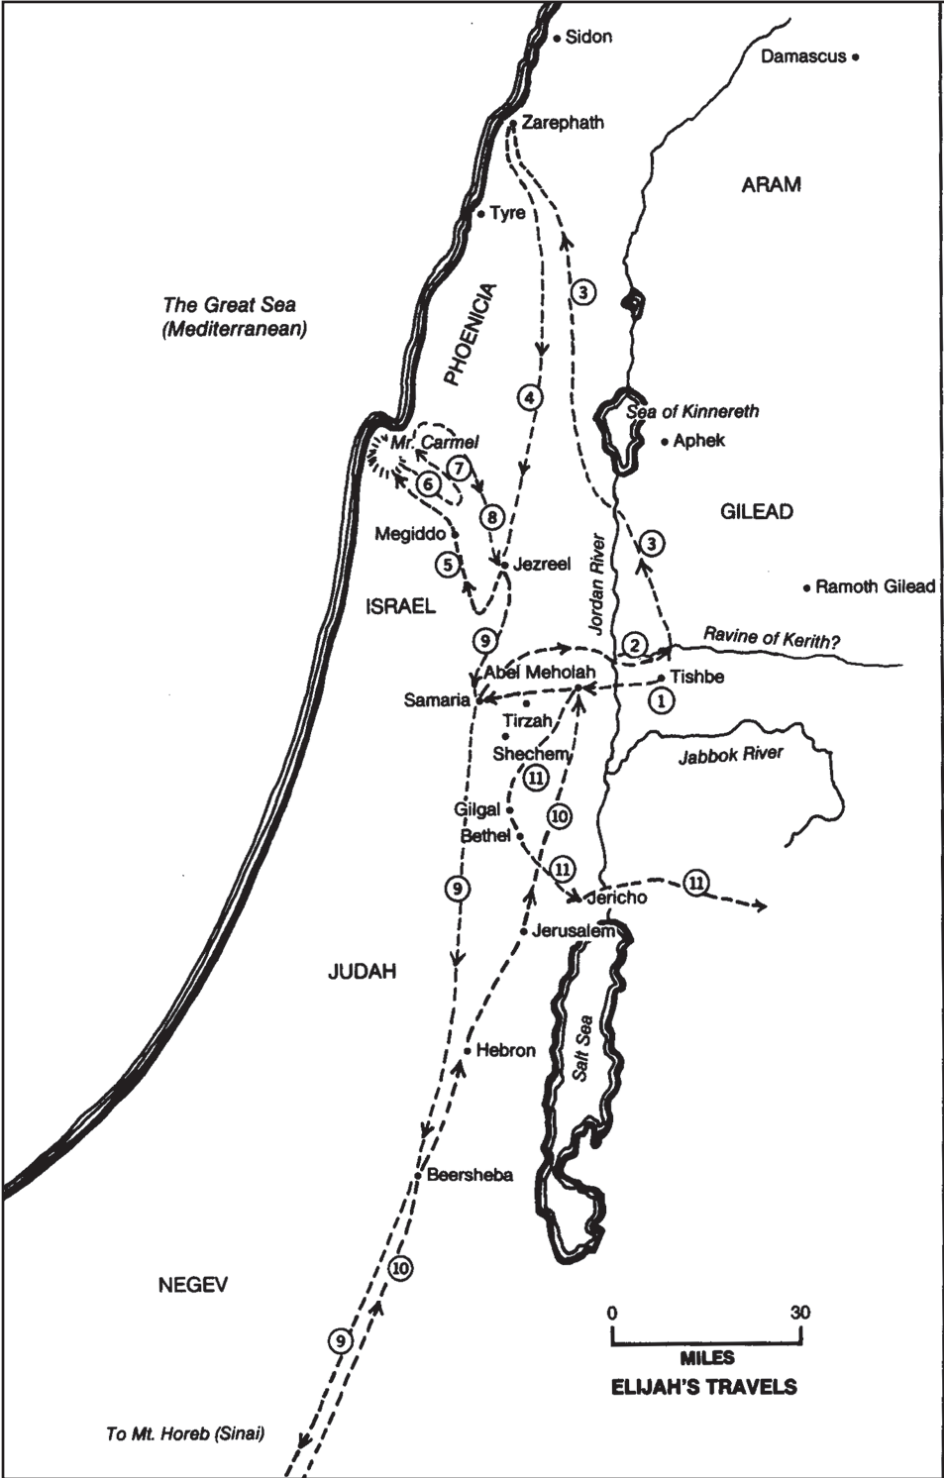 Sidon
Damascus
Zarephath
ARAM
Tyre
3
The Great Sea
(Mediterranean)
PHOENICIA
4
Sea of Kinnereth
Mr. Carmel
Aphek
7
6
GILEAD
8
Megiddo
3
5
Jezreel
Jordan River
Ramoth Gilead
ISRAEL
9
2
Ravine of Kerith?
Abel Meholah
Tishbe
Samaria
1
Tirzah
Shechem
Jabbok River
11
Gilgal
10
Bethel
11
11
9
Jericho
Jerusalem
JUDAH
Salt Sea
Hebron
Beersheba
10
NEGEV
0 30
9
MILES
ELIJAH'S TRAVELS
To Mt. Horeb (Sinai)